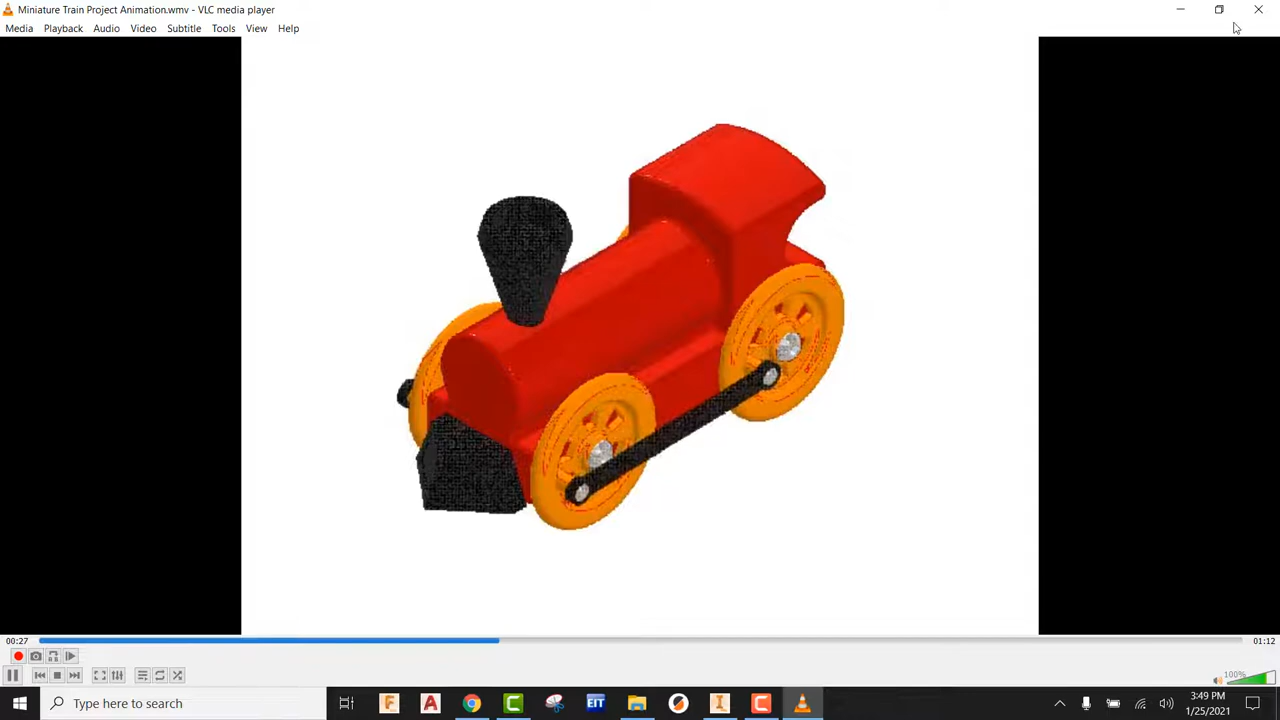 Miniature Train Project Animation.wmv - VLC media player
Media Playback Audio Video Subtitle Tools View Help
00:27 01:12
100%
Type here to search
F A C EIT I C
3:49 PM
1/25/2021